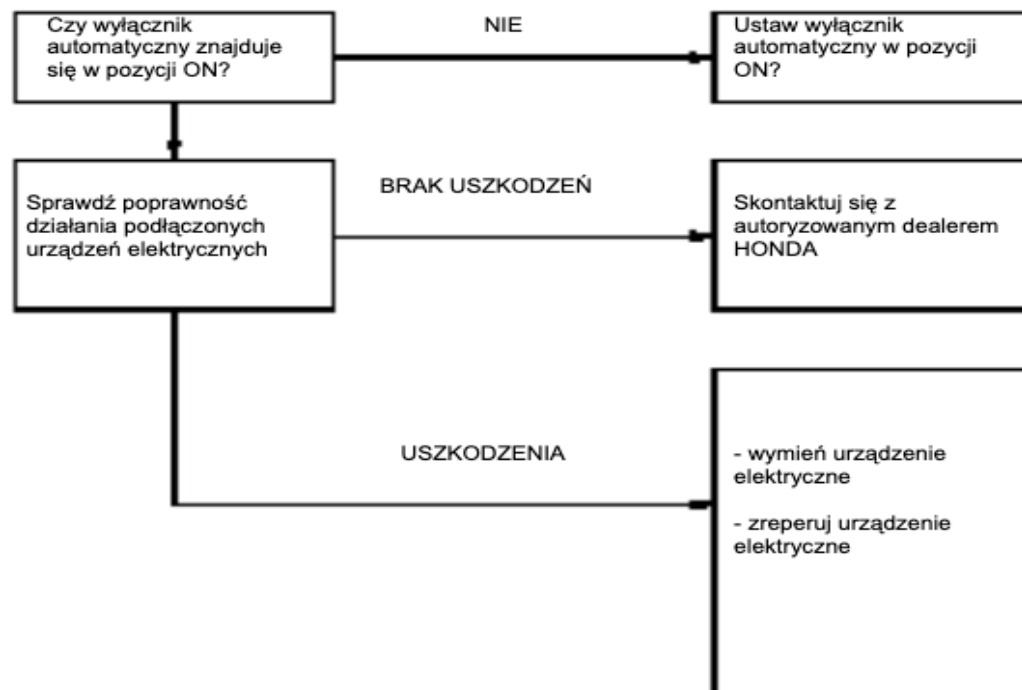 Czy wyłącznik
automatyczny znajduje
się w pozycji ON?
NIE
Ustaw wyłącznik
automatyczny w pozycji
ON?
Sprawdź poprawność
działania podłączonych
urządzeń elektrycznych
BRAK USZKODZEŃ
Skontaktuj się z
autoryzowanym dealerem
HONDA
USZKODZENIA
- wymień urządzenie
elektryczne
- zreperuj urządzenie
elektryczne